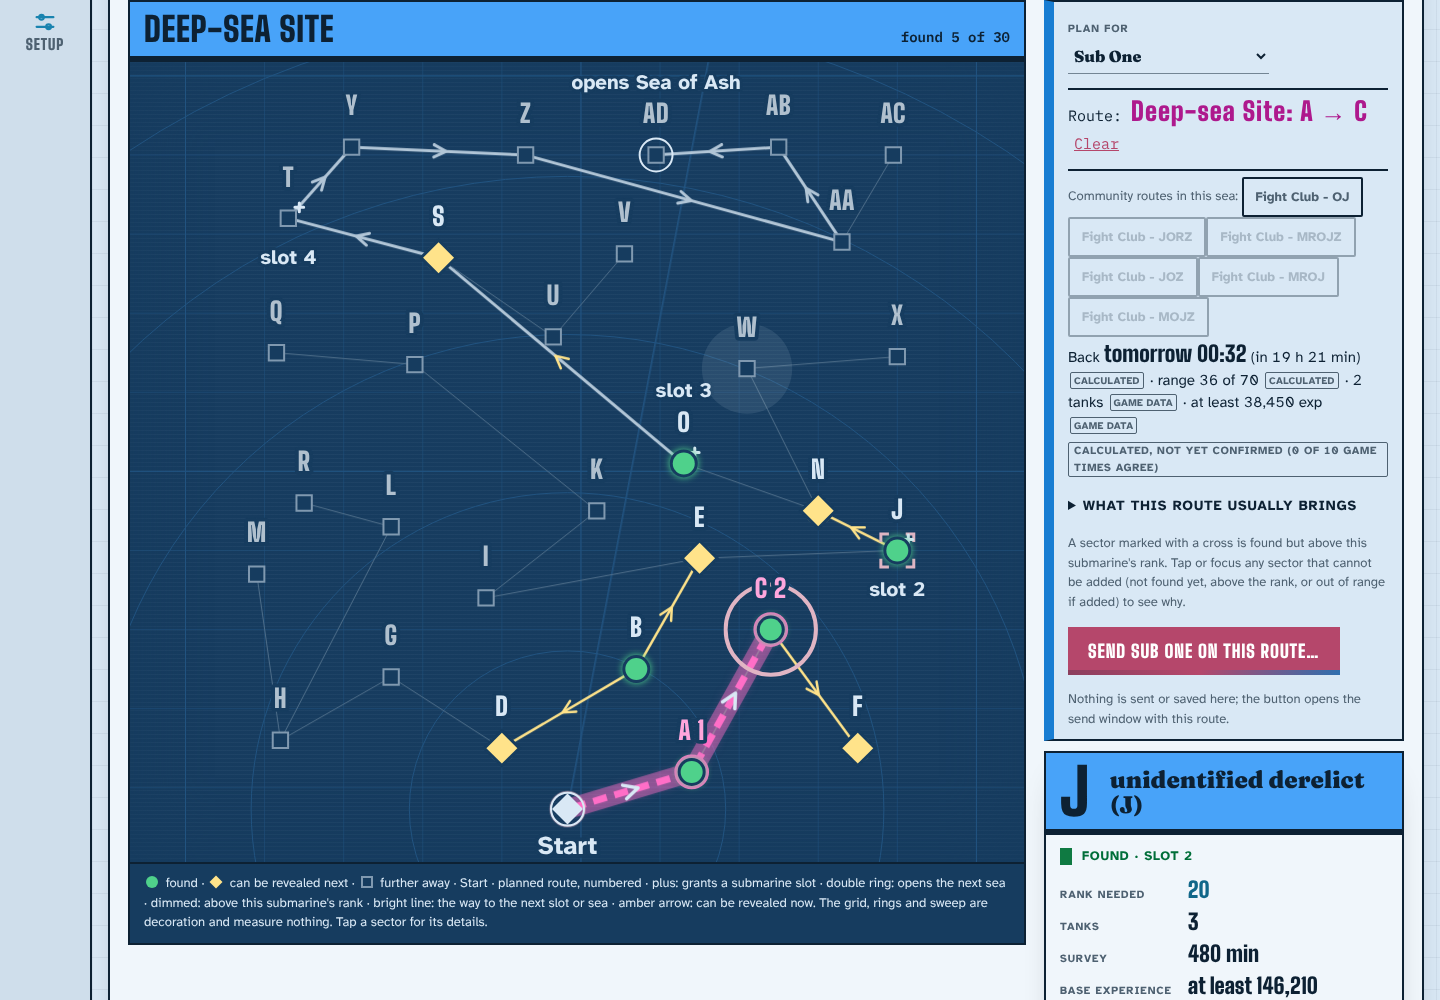 SETUP
DEEP-SEA SITE
found 5 of 30
opens Sea of Ash
Y
Z
AD
AB
AC
T
S
V
AA
slot 4
Q
P
U
W
X
slot 3
O
R
L
K
N
J
M
I
E
slot 2
C 2
G
B
H
D
A 1
F
Start
found · can be revealed next · further away · Start · planned route, numbered · plus: grants a submarine slot · double ring: opens the next sea
· dimmed: above this submarine's rank · bright line: the way to the next slot or sea · amber arrow: can be revealed now. The grid, rings and sweep are
decoration and measure nothing. Tap a sector for its details.
PLAN FOR
Sub One
Route: Deep-sea Site: A → C
Clear
Community routes in this sea: Fight Club - OJ
Fight Club - JORZ Fight Club - MROJZ
Fight Club - JOZ Fight Club - MROJ
Fight Club - MOJZ
Back tomorrow 00:32 (in 19 h 21 min)
CALCULATED · range 36 of 70 CALCULATED · 2
tanks GAME DATA · at least 38,450 exp
GAME DATA
CALCULATED, NOT YET CONFIRMED (0 OF 10 GAME
TIMES AGREE)
WHAT THIS ROUTE USUALLY BRINGS
A sector marked with a cross is found but above this
submarine's rank. Tap or focus any sector that cannot
be added (not found yet, above the rank, or out of range
if added) to see why.
SEND SUB ONE ON THIS ROUTE…
Nothing is sent or saved here; the button opens the
send window with this route.
J
unidentified derelict
(J)
FOUND · SLOT 2
RANK NEEDED 20
TANKS 3
SURVEY 480 min
BASE EXPERIENCE at least 146,210